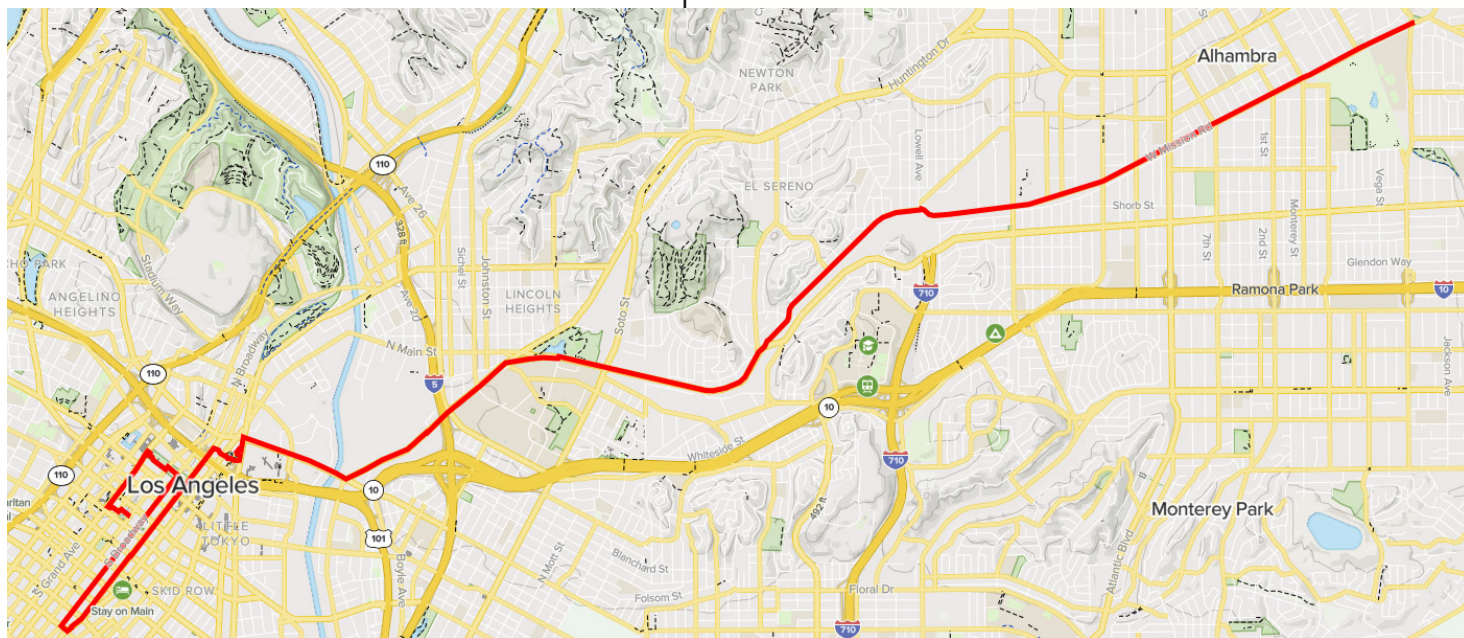 Alhambra
NEWTON
PARK
Huntington Dr
110
Ave 26
Lowell Ave
W Mission Rd
1st St
EL SERENO
Vega St
328 ft
Shorb St
CHO PARK
Stadium Way
Sichel St
Johnston St
7th St
2nd St
Monterey St
Glendon Way
ANGELINO
HEIGHTS
Ave 20
LINCOLN
HEIGHTS
Soto St
710
Ramona Park
10
N Main St
N Broadway
110
5
Jackson Ave
10
Whiteside St
110
Los Angeles
10
710
492 ft
Monterey Park
S Broadway
LITTLE
TOKYO
101
N Mott St
Atlantic Blvd
S Grand Ave
Boyle Ave
Blanchard St
SKID ROW
Stay on Main
Folsom St
Floral Dr
710